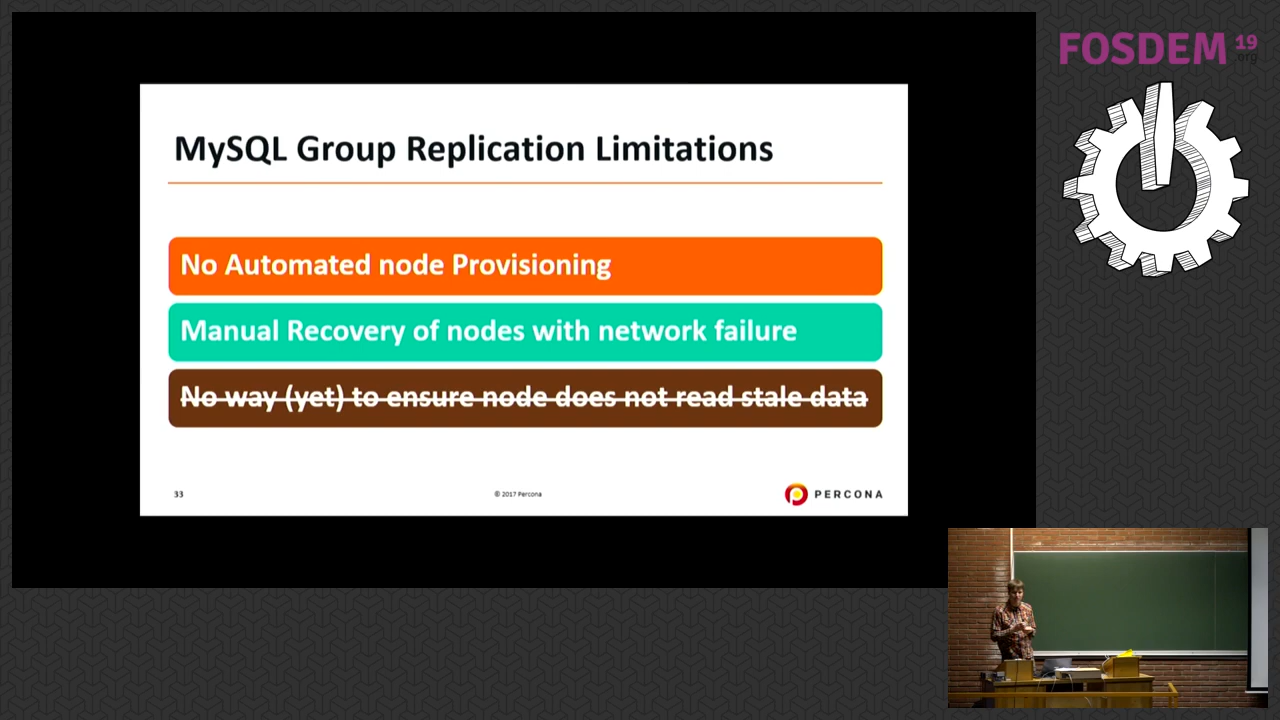 FOSDEM 19
.org
MySQL Group Replication Limitations
No Automated node Provisioning
Manual Recovery of nodes with network failure
No way (yet) to ensure node does not read stale data
33
© 2017 Percona
PERCONA